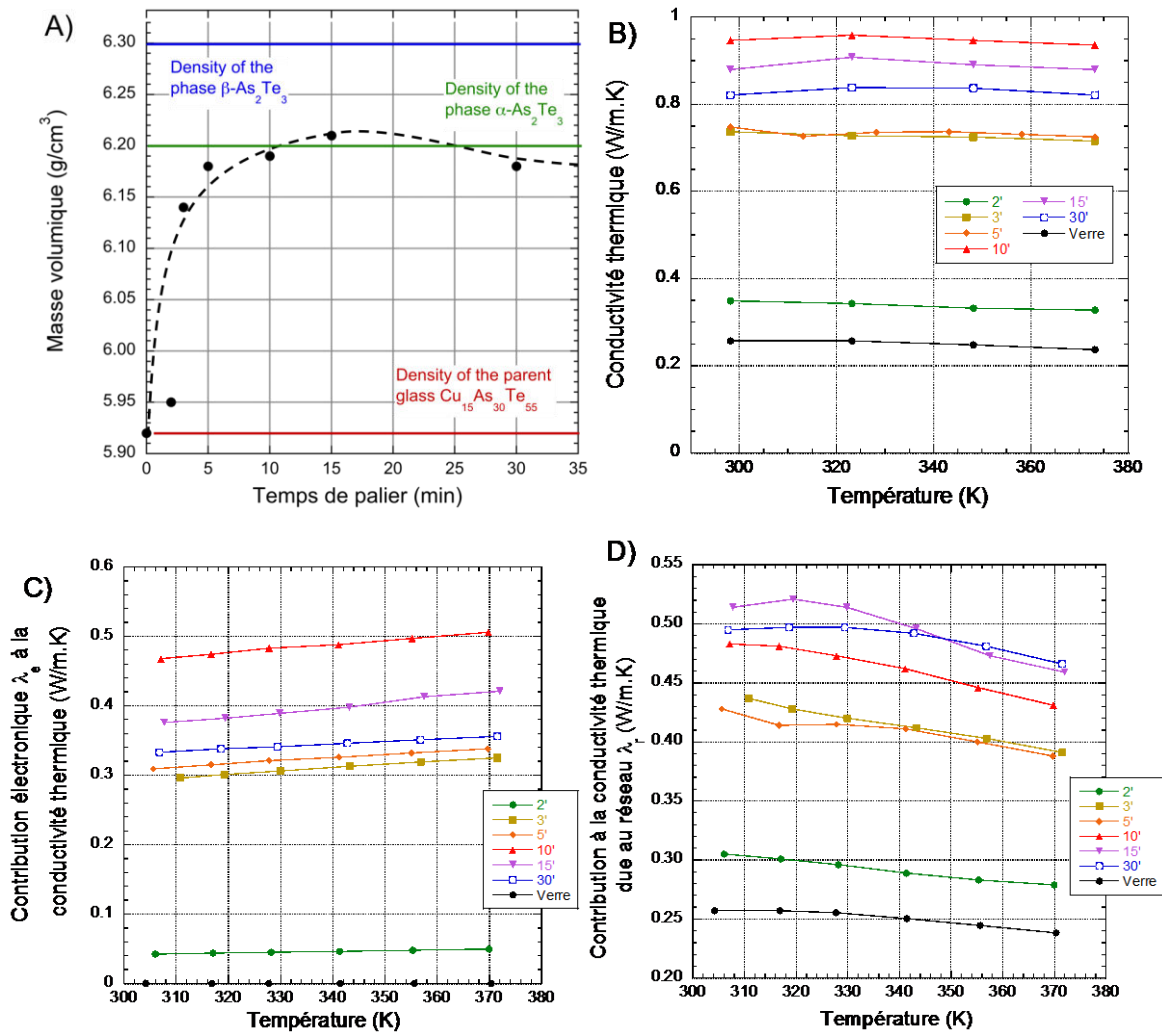 A)
6.30
6.25
6.20
6.15
6.10
6.05
6.00
5.95
5.90
Masse volumique (g/cm³)
Density of the
phase β-As₂Te₃
Density of the
phase α-As₂Te₃
Density of the parent
glass Cu₁₅As₃₀Te₅₅
0 5 10 15 20 25 30 35
Temps de palier (min)
B)
1
0.8
0.6
0.4
0.2
0
Conductivité thermique (W/m.K)
2' 15'
3' 30'
5' Verre
10'
300 320 340 360 380
Température (K)
C)
0.6
0.5
0.4
0.3
0.2
0.1
0
Contribution électronique λₑ à la
conductivité thermique (W/m.K)
2'
3'
5'
10'
15'
30'
Verre
300 310 320 330 340 350 360 370 380
Température (K)
D)
0.55
0.50
0.45
0.40
0.35
0.30
0.25
0.20
Contribution à la conductivité thermique
due au réseau λᵣ (W/m.K)
2'
3'
5'
10'
15'
30'
Verre
300 310 320 330 340 350 360 370 380
Température (K)